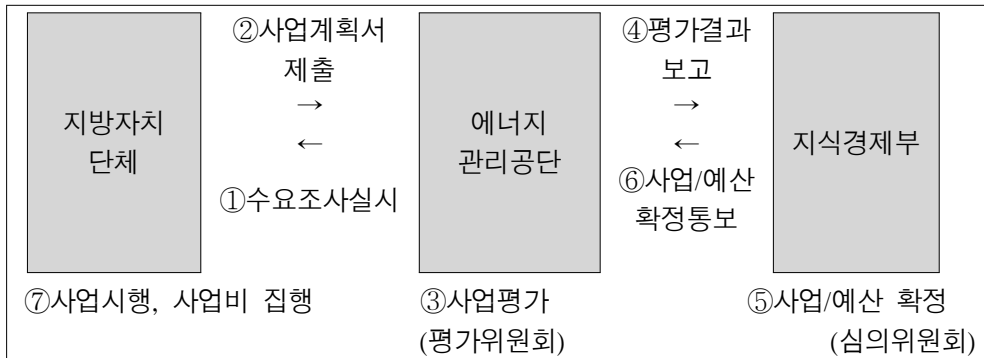 ②사업계획서
제출
→
←
①수요조사실시
지방자치
단체
에너지
관리공단
④평가결과
보고
→
←
⑥사업/예산
확정통보
지식경제부
⑦사업시행, 사업비 집행
③사업평가
(평가위원회)
⑤사업/예산 확정
(심의위원회)